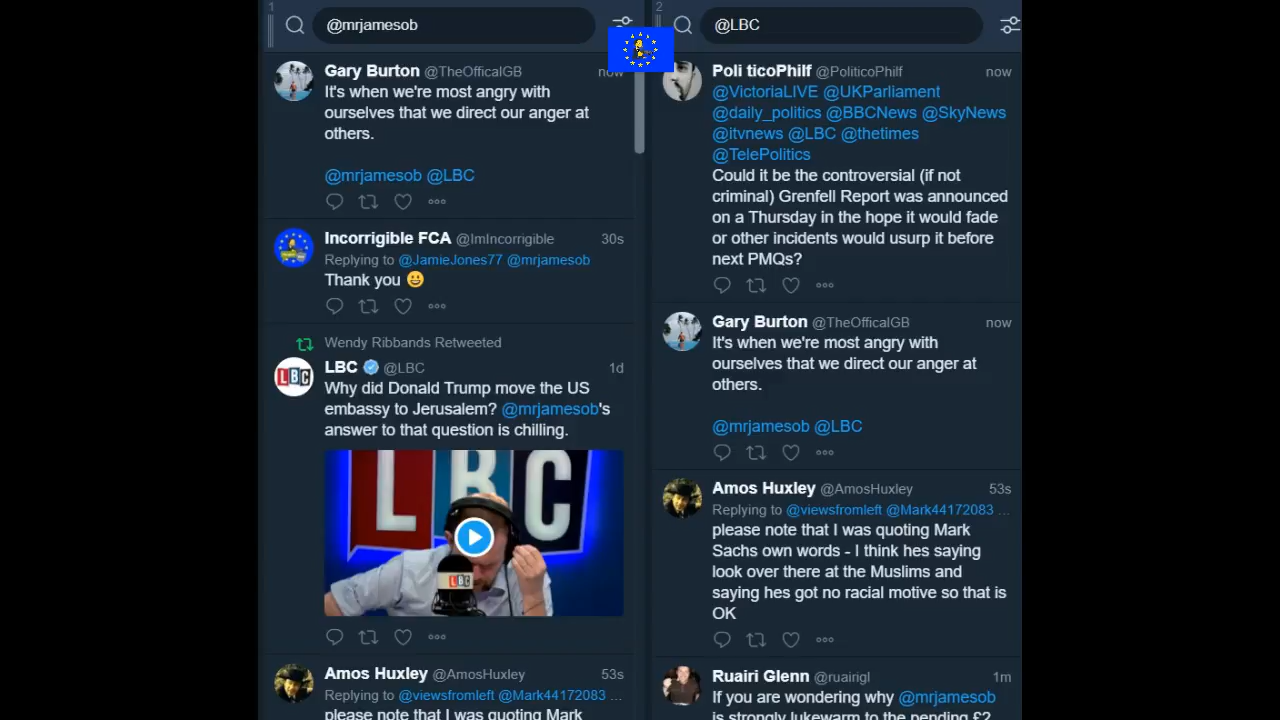 1
@mrjamesob
Gary Burton @TheOfficalGB now
It's when we're most angry with
ourselves that we direct our anger at
others.
@mrjamesob @LBC
Incorrigible FCA @ImIncorrigible 30s
Replying to @JamieJones77 @mrjamesob
Thank you 😀
Wendy Ribbands Retweeted
LBC @LBC 1d
Why did Donald Trump move the US
embassy to Jerusalem? @mrjamesob's
answer to that question is chilling.
LBC
LBC
LBC
Amos Huxley @AmosHuxley 53s
Replying to @viewsfromleft @Mark44172083 ...
please note that I was quoting Mark
2
@LBC
Poli ticoPhilf @PoliticoPhilf now
@VictoriaLIVE @UKParliament
@daily_politics @BBCNews @SkyNews
@itvnews @LBC @thetimes
@TelePolitics
Could it be the controversial (if not
criminal) Grenfell Report was announced
on a Thursday in the hope it would fade
or other incidents would usurp it before
next PMQs?
Gary Burton @TheOfficalGB now
It's when we're most angry with
ourselves that we direct our anger at
others.
@mrjamesob @LBC
Amos Huxley @AmosHuxley 53s
Replying to @viewsfromleft @Mark44172083 ...
please note that I was quoting Mark
Sachs own words - I think hes saying
look over there at the Muslims and
saying hes got no racial motive so that is
OK
Ruairi Glenn @ruairigl 1m
If you are wondering why @mrjamesob
is strongly lukewarm to the pending £2